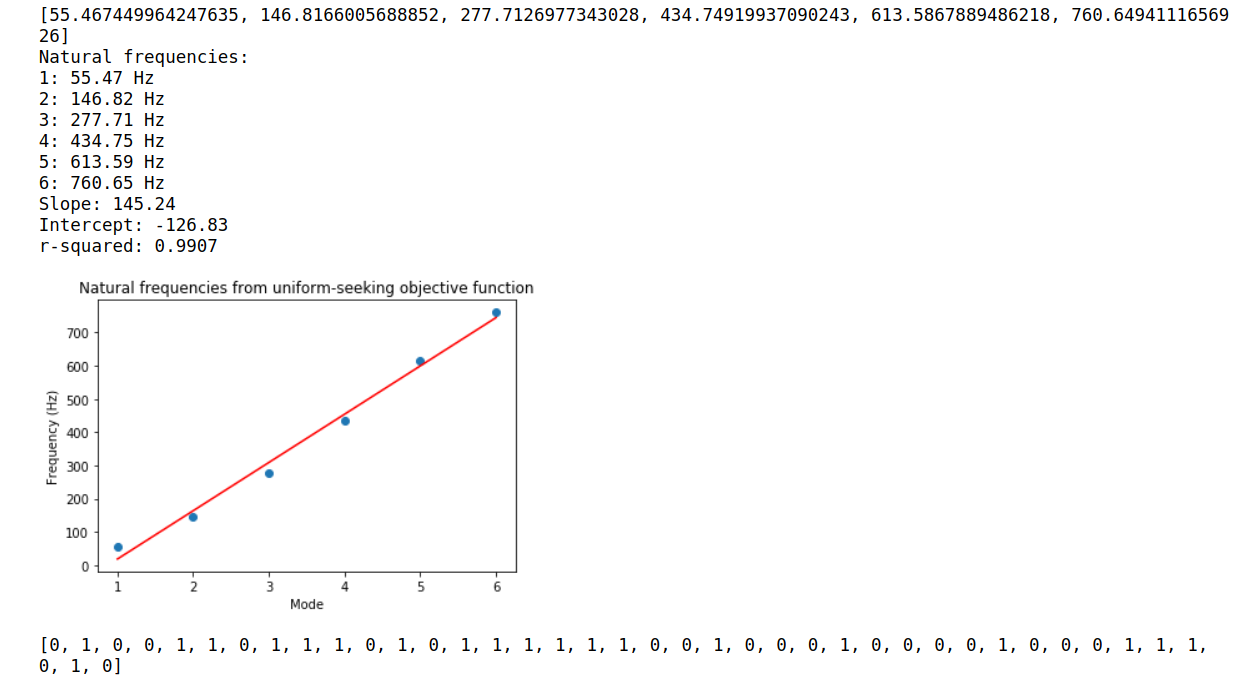 [55.467449964247635, 146.8166005688852, 277.7126977343028, 434.74919937090243, 613.5867889486218, 760.64941116569
26]
Natural frequencies:
1: 55.47 Hz
2: 146.82 Hz
3: 277.71 Hz
4: 434.75 Hz
5: 613.59 Hz
6: 760.65 Hz
Slope: 145.24
Intercept: -126.83
r-squared: 0.9907
Natural frequencies from uniform-seeking objective function
Frequency (Hz)
700
600
500
400
300
200
100
0
1 2 3 4 5 6
Mode
[0, 1, 0, 0, 1, 1, 0, 1, 1, 1, 0, 1, 0, 1, 1, 1, 1, 1, 1, 0, 0, 1, 0, 0, 0, 1, 0, 0, 0, 0, 1, 0, 0, 0, 1, 1, 1,
0, 1, 0]